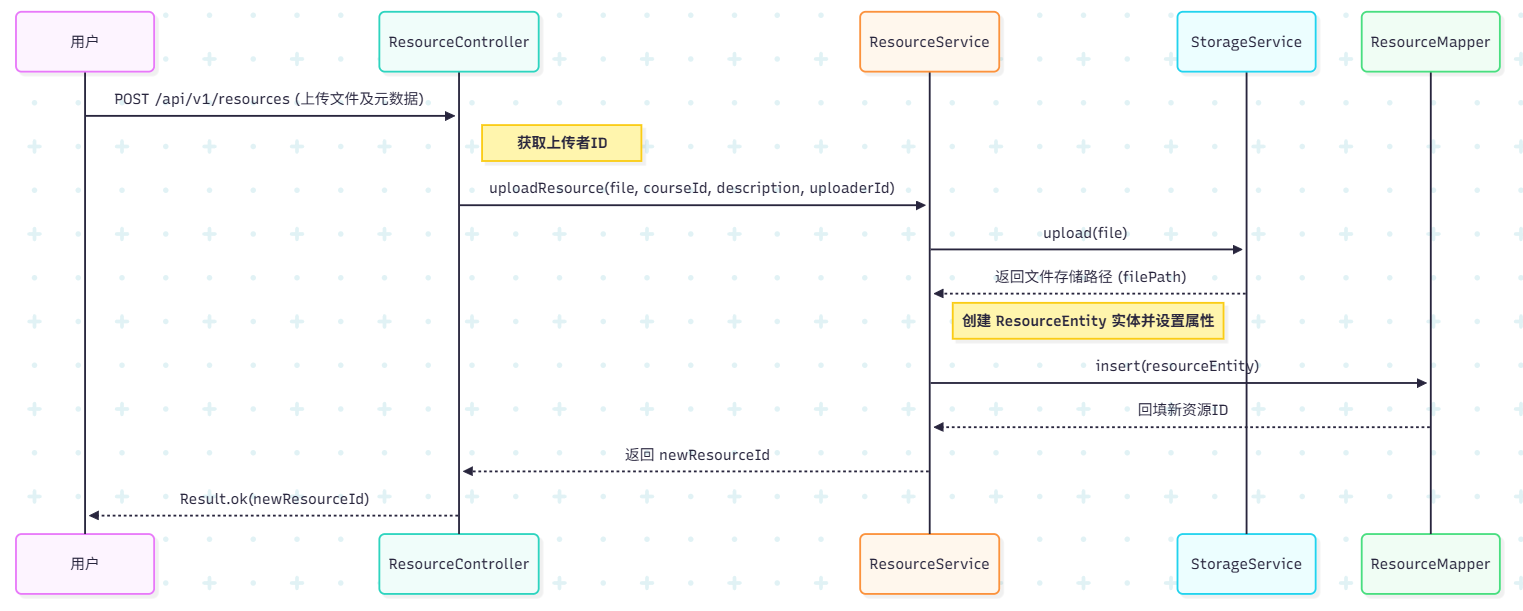 用户
ResourceController
ResourceService
StorageService
ResourceMapper
POST /api/v1/resources (上传文件及元数据)
获取上传者ID
uploadResource(file, courseId, description, uploaderId)
upload(file)
返回文件存储路径 (filePath)
创建 ResourceEntity 实体并设置属性
insert(resourceEntity)
回填新资源ID
返回 newResourceId
Result.ok(newResourceId)
用户
ResourceController
ResourceService
StorageService
ResourceMapper